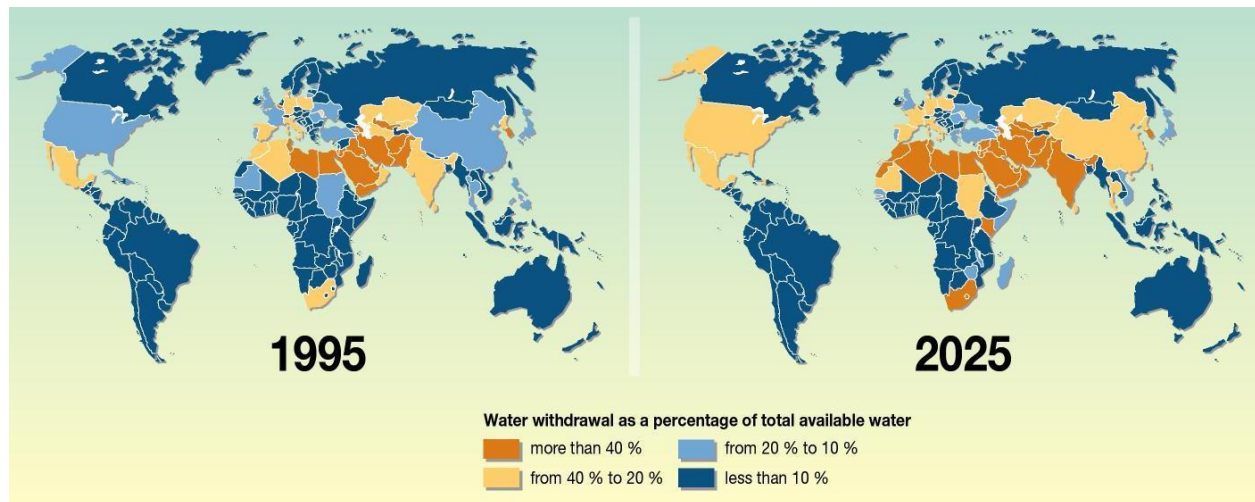 1995
2025
Water withdrawal as a percentage of total available water
more than 40 %
from 20 % to 10 %
from 40 % to 20 %
less than 10 %